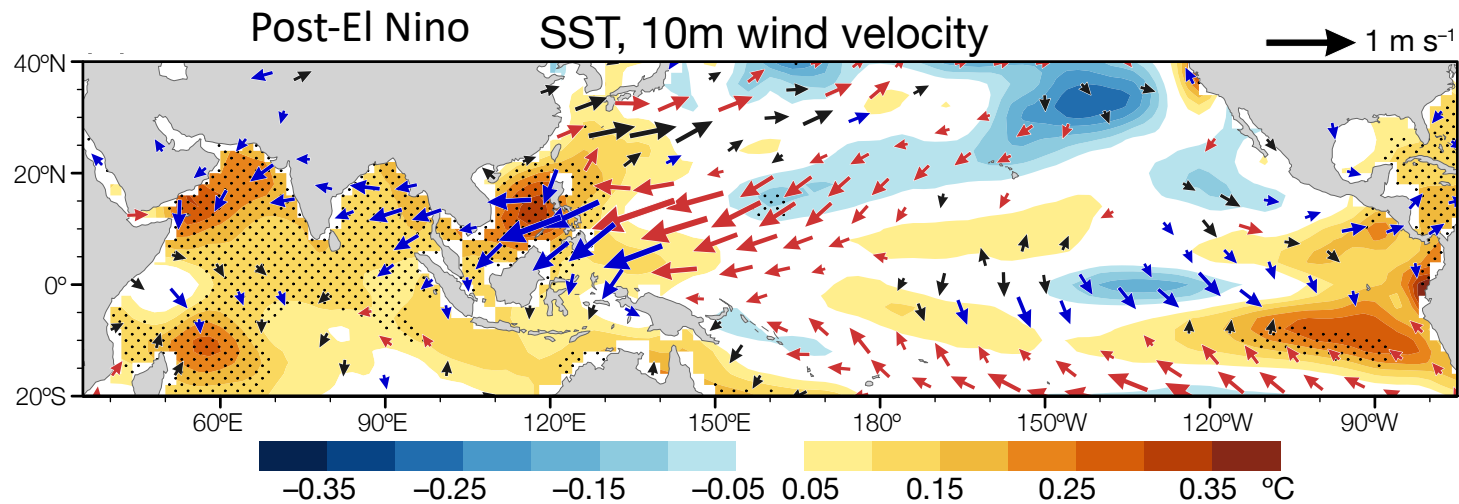 Post-El Nino SST, 10m wind velocity
1 m s–1
40ºN
20ºN
0º
20ºS
60ºE 90ºE 120ºE 150ºE 180º 150ºW 120ºW 90ºW
–0.35 –0.25 –0.15 –0.05 0.05 0.15 0.25 0.35 ºC